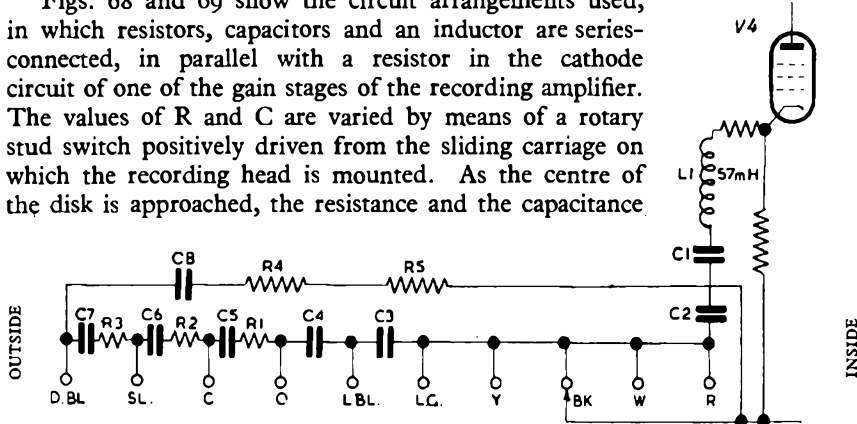 Figs. 68 and 69 show the circuit arrangements used,
in which resistors, capacitors and an inductor are series-
connected, in parallel with a resistor in the cathode
circuit of one of the gain stages of the recording amplifier.
The values of R and C are varied by means of a rotary
stud switch positively driven from the sliding carriage on
which the recording head is mounted. As the centre of
the disk is approached, the resistance and the capacitance
V4
L1 57mH
C1
C2
C8 R4 R5
C7 R3 C6 R2 C5 R1 C4 C3
OUTSIDE
INSIDE
D.BL SL. C O LBL. LG. Y BK W R